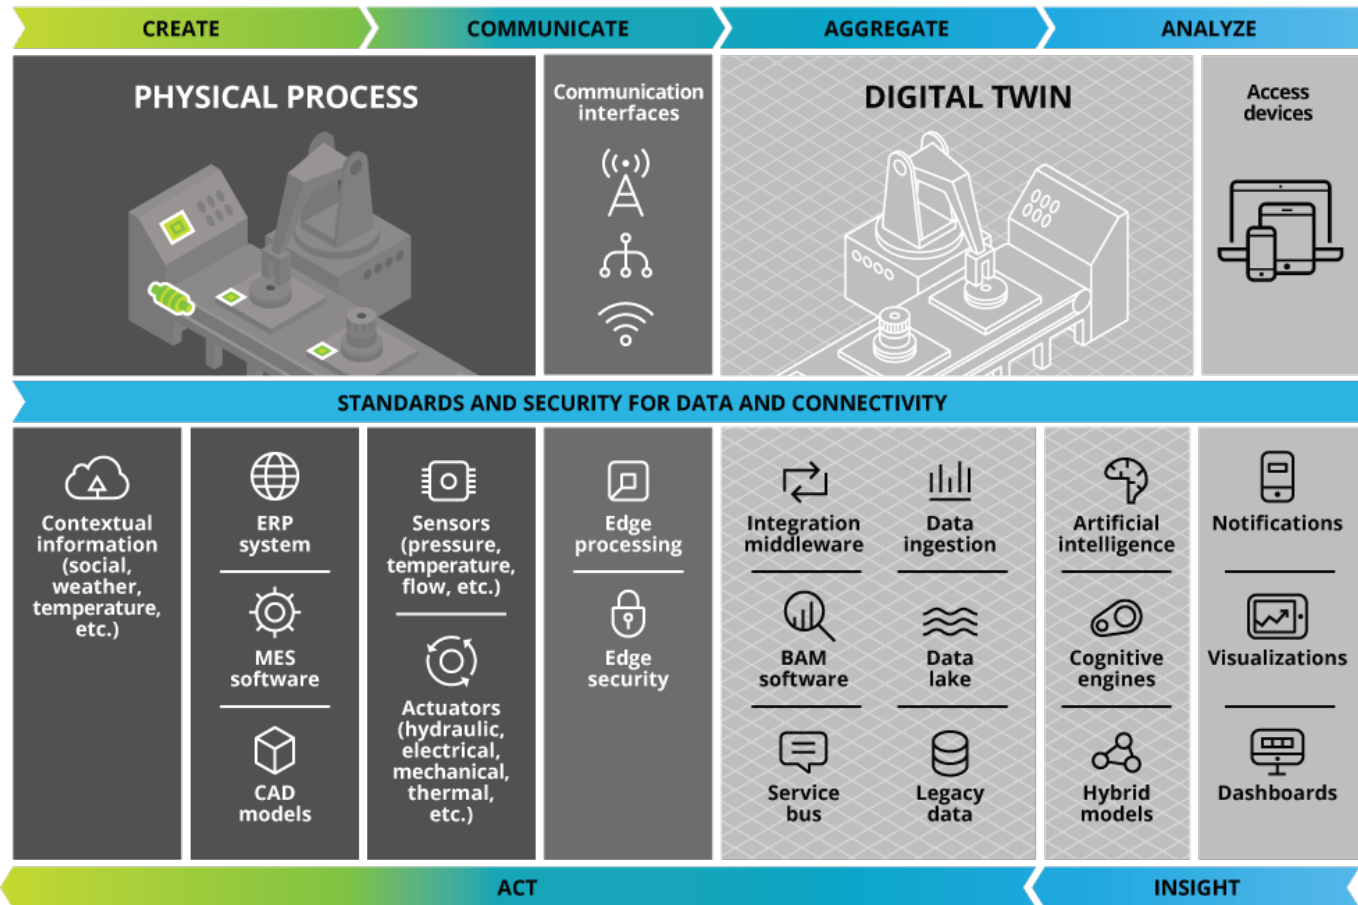 CREATE
COMMUNICATE
AGGREGATE
ANALYZE
PHYSICAL PROCESS
Communication
interfaces
DIGITAL TWIN
Access
devices
STANDARDS AND SECURITY FOR DATA AND CONNECTIVITY
Contextual
information
(social,
weather,
temperature,
etc.)
ERP
system
MES
software
CAD
models
Sensors
(pressure,
temperature,
flow, etc.)
Actuators
(hydraulic,
electrical,
mechanical,
thermal,
etc.)
Edge
processing
Edge
security
Integration
middleware
BAM
software
Service
bus
Data
ingestion
Data
lake
Legacy
data
Artificial
intelligence
Cognitive
engines
Hybrid
models
Notifications
Visualizations
Dashboards
ACT
INSIGHT